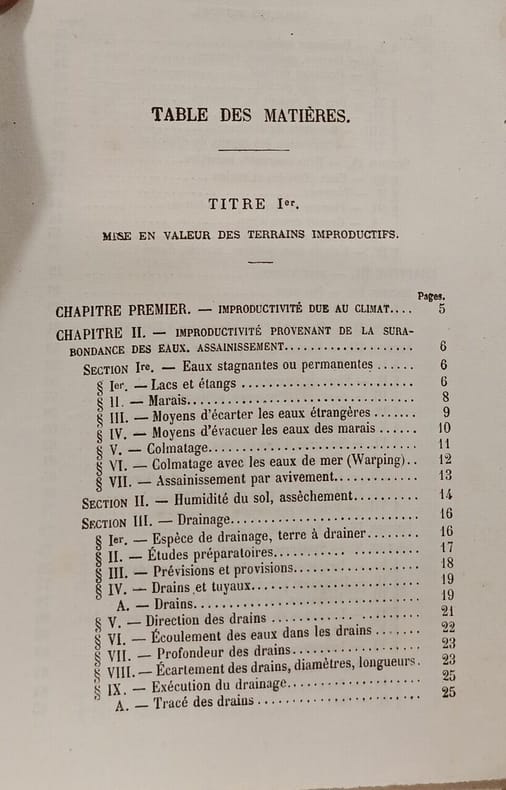 TABLE DES MATIÈRES.
TITRE Ier.
MISE EN VALEUR DES TERRAINS IMPRODUCTIFS.
Pages.
CHAPITRE PREMIER. — IMPRODUCTIVITÉ DUE AU CLIMAT.... 5
CHAPITRE II. — IMPRODUCTIVITÉ PROVENANT DE LA SURA-
BONDANCE DES EAUX. ASSAINISSEMENT.................. 6
SECTION Ire. — Eaux stagnantes ou permanentes ...... 6
§ Ier. — Lacs et étangs ........................ 6
§ II. — Marais................................ 8
§ III. — Moyens d'écarter les eaux étrangères ....... 9
§ IV. — Moyens d'évacuer les eaux des marais ...... 10
§ V. — Colmatage.............................. 11
§ VI. — Colmatage avec les eaux de mer (Warping).. 12
§ VII. — Assainissement par avivement............ 13
SECTION II. — Humidité du sol, assèchement.......... 14
SECTION III. — Drainage.......................... 16
§ Ier. — Espèce de drainage, terre à drainer........ 16
§ II. — Études préparatoires........... .......... 17
§ III. — Prévisions et provisions................. 18
§ IV. — Drains et tuyaux....................... 19
A. — Drains................................ 19
§ V. — Direction des drains ........... ........ 21
§ VI. — Écoulement des eaux dans les drains ....... 22
§ VII. — Profondeur des drains.................. 23
§ VIII. — Écartement des drains, diamètres, longueurs. 23
§ IX. — Exécution du drainage................... 25
A. — Tracé des drains ....................... 25